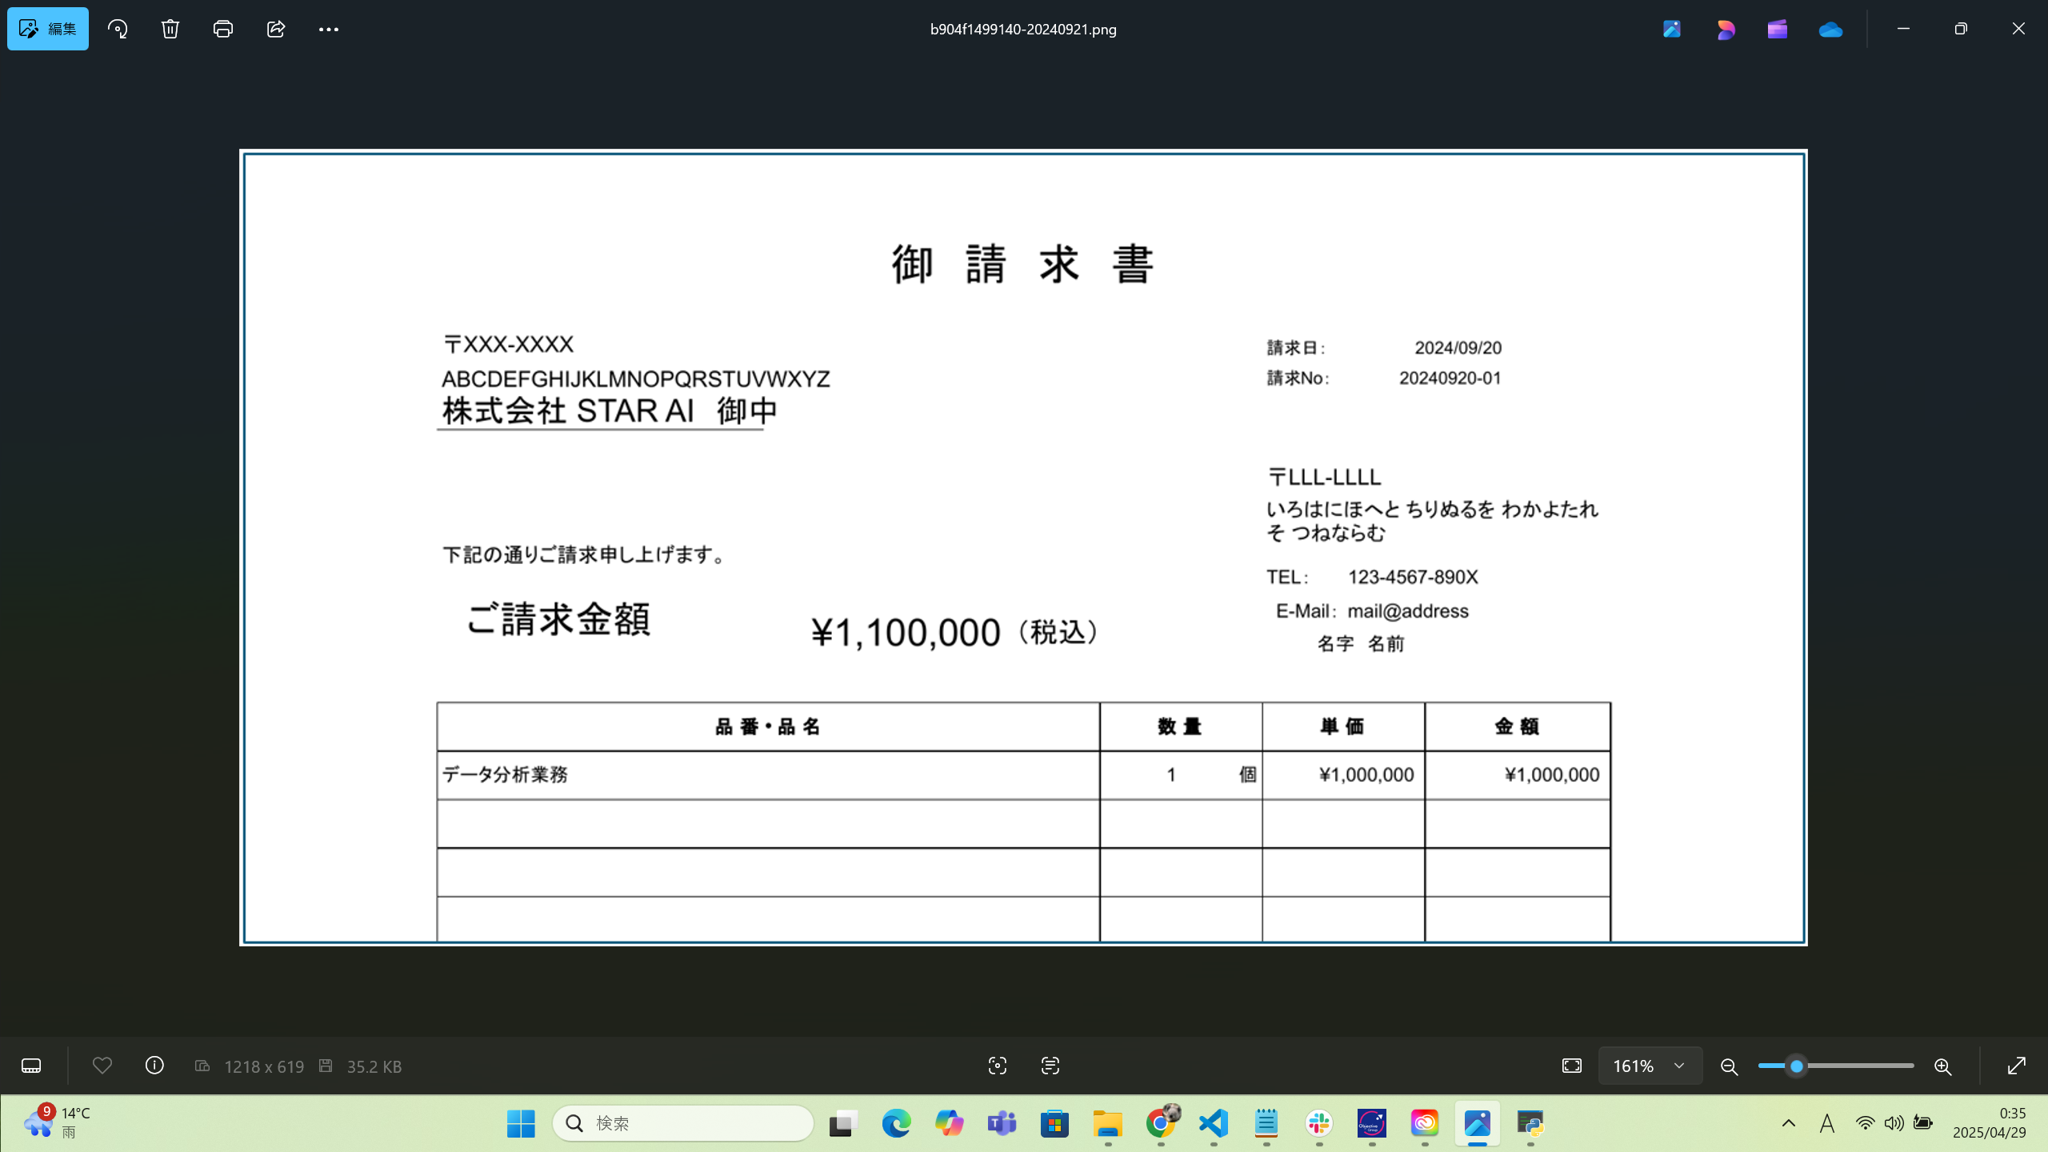 編集
b904f1499140-20240921.png
御 請 求 書
〒XXX-XXXX
ABCDEFGHIJKLMNOPQRSTUVWXYZ
株式会社 STAR AI 御中
請求日： 2024/09/20
請求No： 20240920-01
〒LLL-LLLL
いろはにほへと ちりぬるを わかよたれ
そ つねならむ
TEL： 123-4567-890X
E-Mail： mail@address
名字 名前
下記の通りご請求申し上げます。
ご請求金額 ¥1,100,000（税込）
品 番・品 名 数 量 単 価 金 額
データ分析業務 1 個 ¥1,000,000 ¥1,000,000
1218 x 619 35.2 KB 161%
9 14°C
雨
検索
A
0:35
2025/04/29